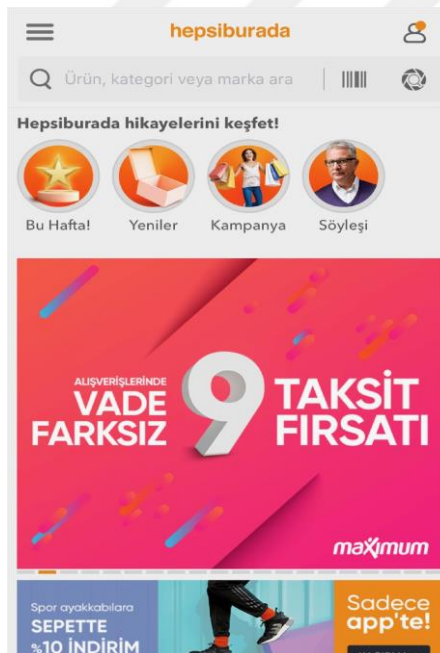 hepsiburada
Ürün, kategori veya marka ara
Hepsiburada hikayelerini keşfet!
Bu Hafta! Yeniler Kampanya Söyleşi
ALIŞVERİŞLERİNDE
VADE
FARKSIZ
9
TAKSİT
FIRSATI
maximum
Spor ayakkabılara
SEPETTE
%10 İNDİRİM
Sadece
app'te!